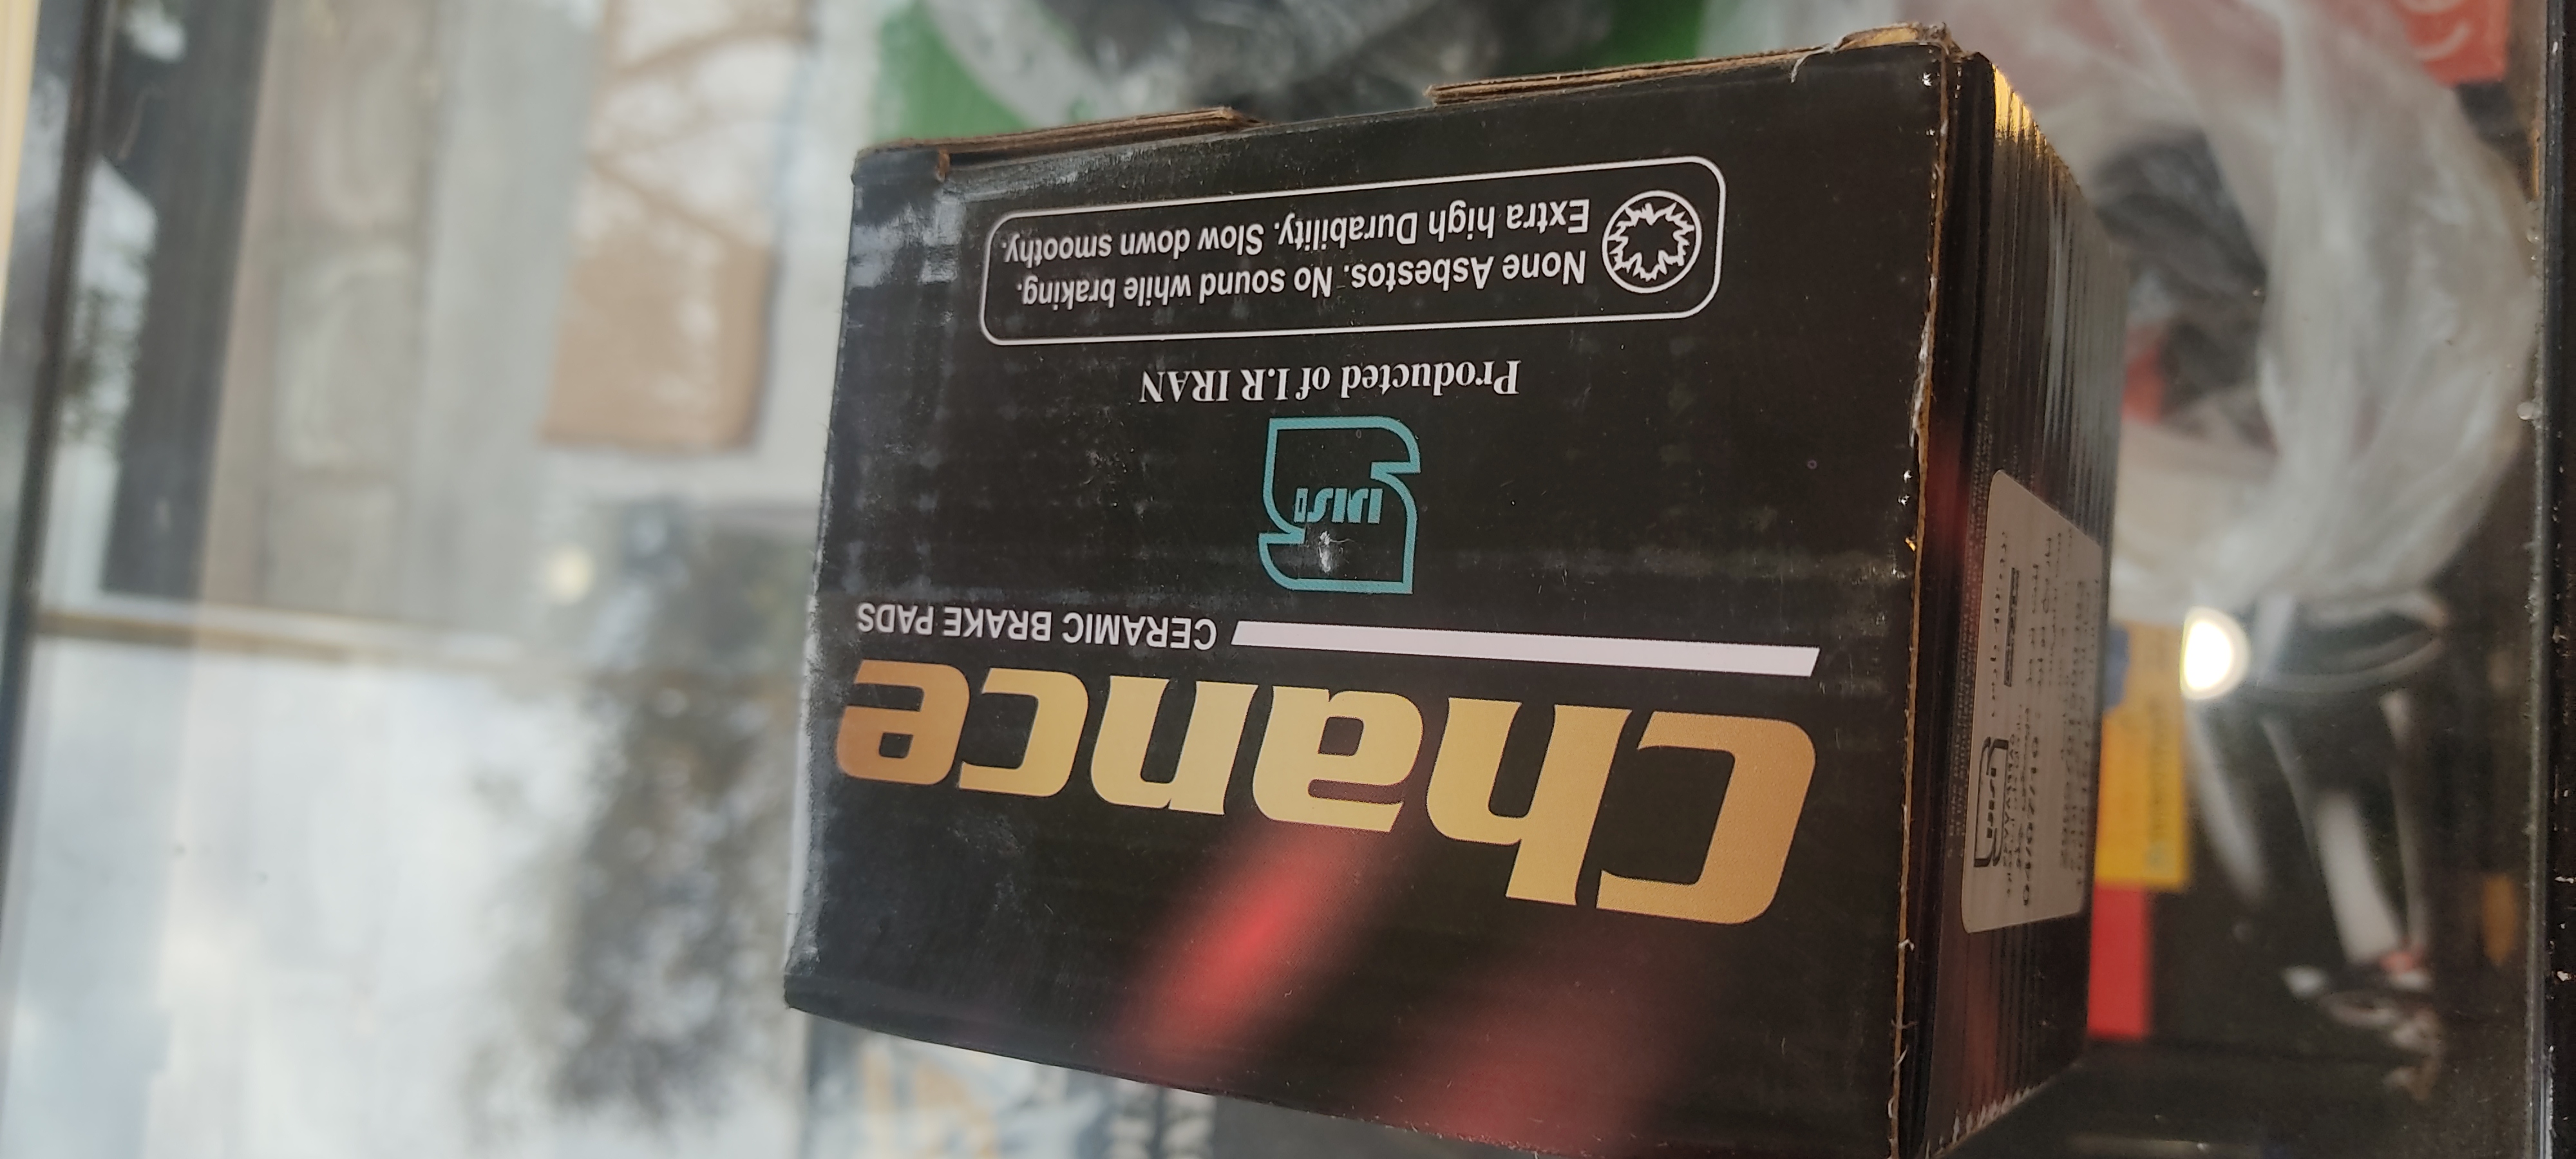 Chance
CERAMIC BRAKE PADS
ISIRI
Producted of I.R IRAN
None Asbestos. No sound while braking.
Extra high Durability. Slow down smoothy.